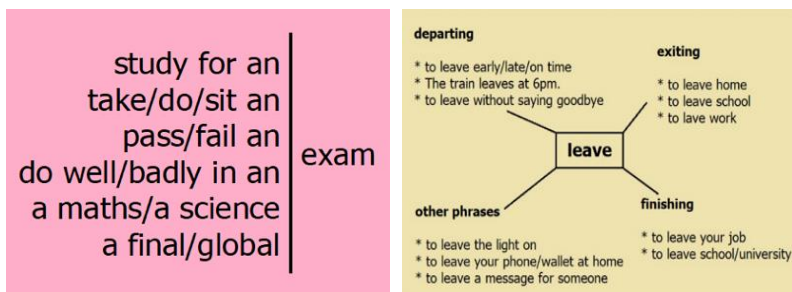 study for an
take/do/sit an
pass/fail an
do well/badly in an
a maths/a science
a final/global
exam
departing
* to leave early/late/on time
* The train leaves at 6pm.
* to leave without saying goodbye
exiting
* to leave home
* to leave school
* to lave work
leave
other phrases
* to leave the light on
* to leave your phone/wallet at home
* to leave a message for someone
finishing
* to leave your job
* to leave school/university